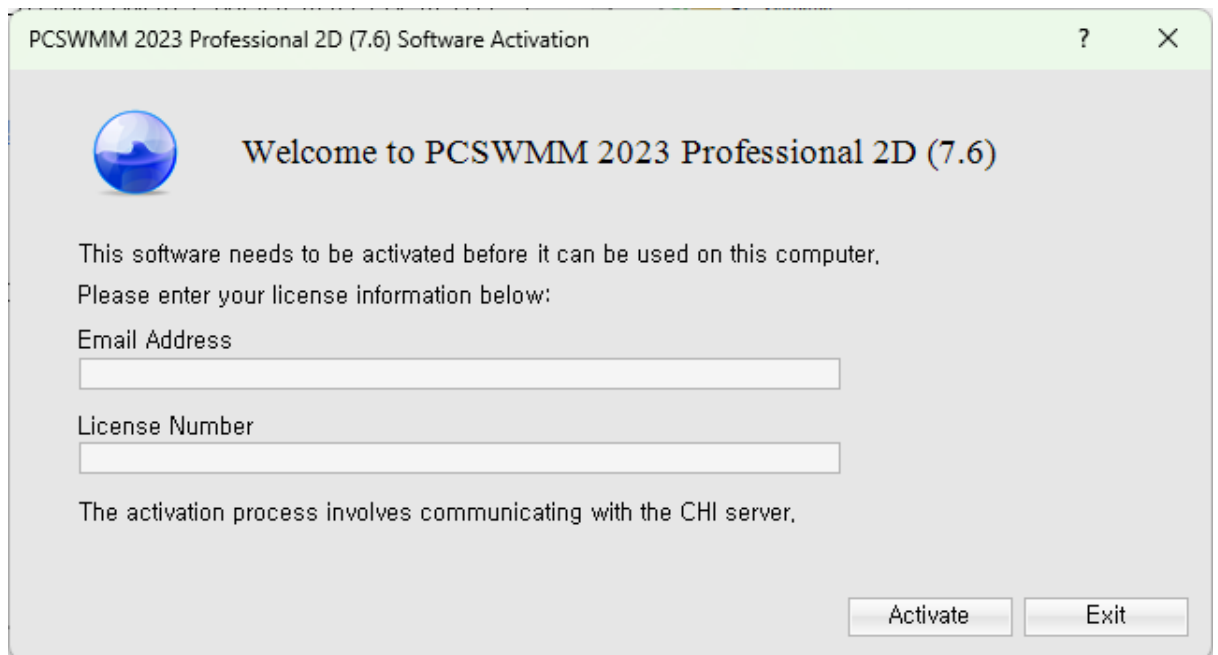 PCSWMM 2023 Professional 2D (7.6) Software Activation
?
Welcome to PCSWMM 2023 Professional 2D (7.6)
This software needs to be activated before it can be used on this computer,
Please enter your license information below:
Email Address
License Number
The activation process involves communicating with the CHI server,
Activate
Exit